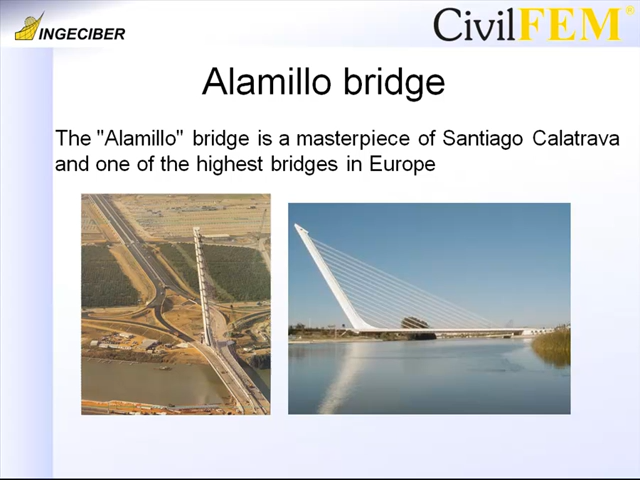 INGECIBER
CivilFEM®
Alamillo bridge
The "Alamillo" bridge is a masterpiece of Santiago Calatrava
and one of the highest bridges in Europe